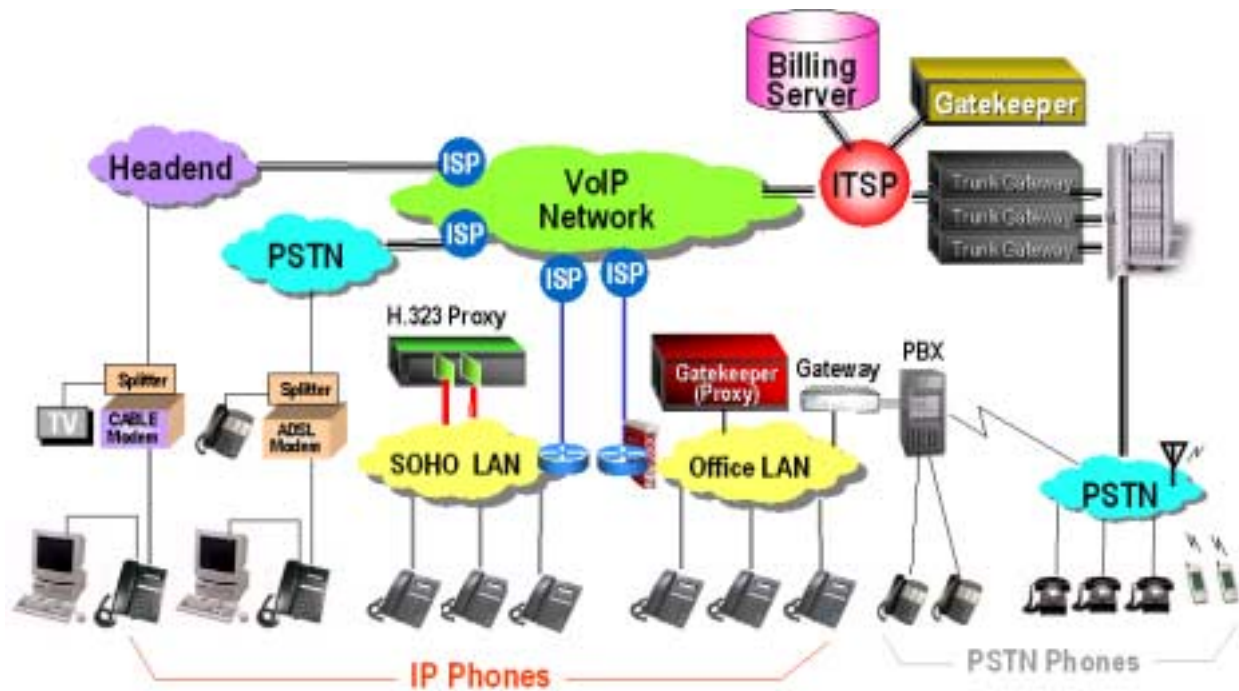 Billing
Server
Gatekeeper
Headend
ISP
VoIP
Network
ITSP
Trunk Gateway
Trunk Gateway
Trunk Gateway
PSTN
ISP
ISP
ISP
H.323 Proxy
Gatekeeper
(Proxy)
Gateway
PBX
Splitter
TV
CABLE
Modem
Splitter
ADSL
Modem
SOHO LAN
Office LAN
PSTN
IP Phones
PSTN Phones